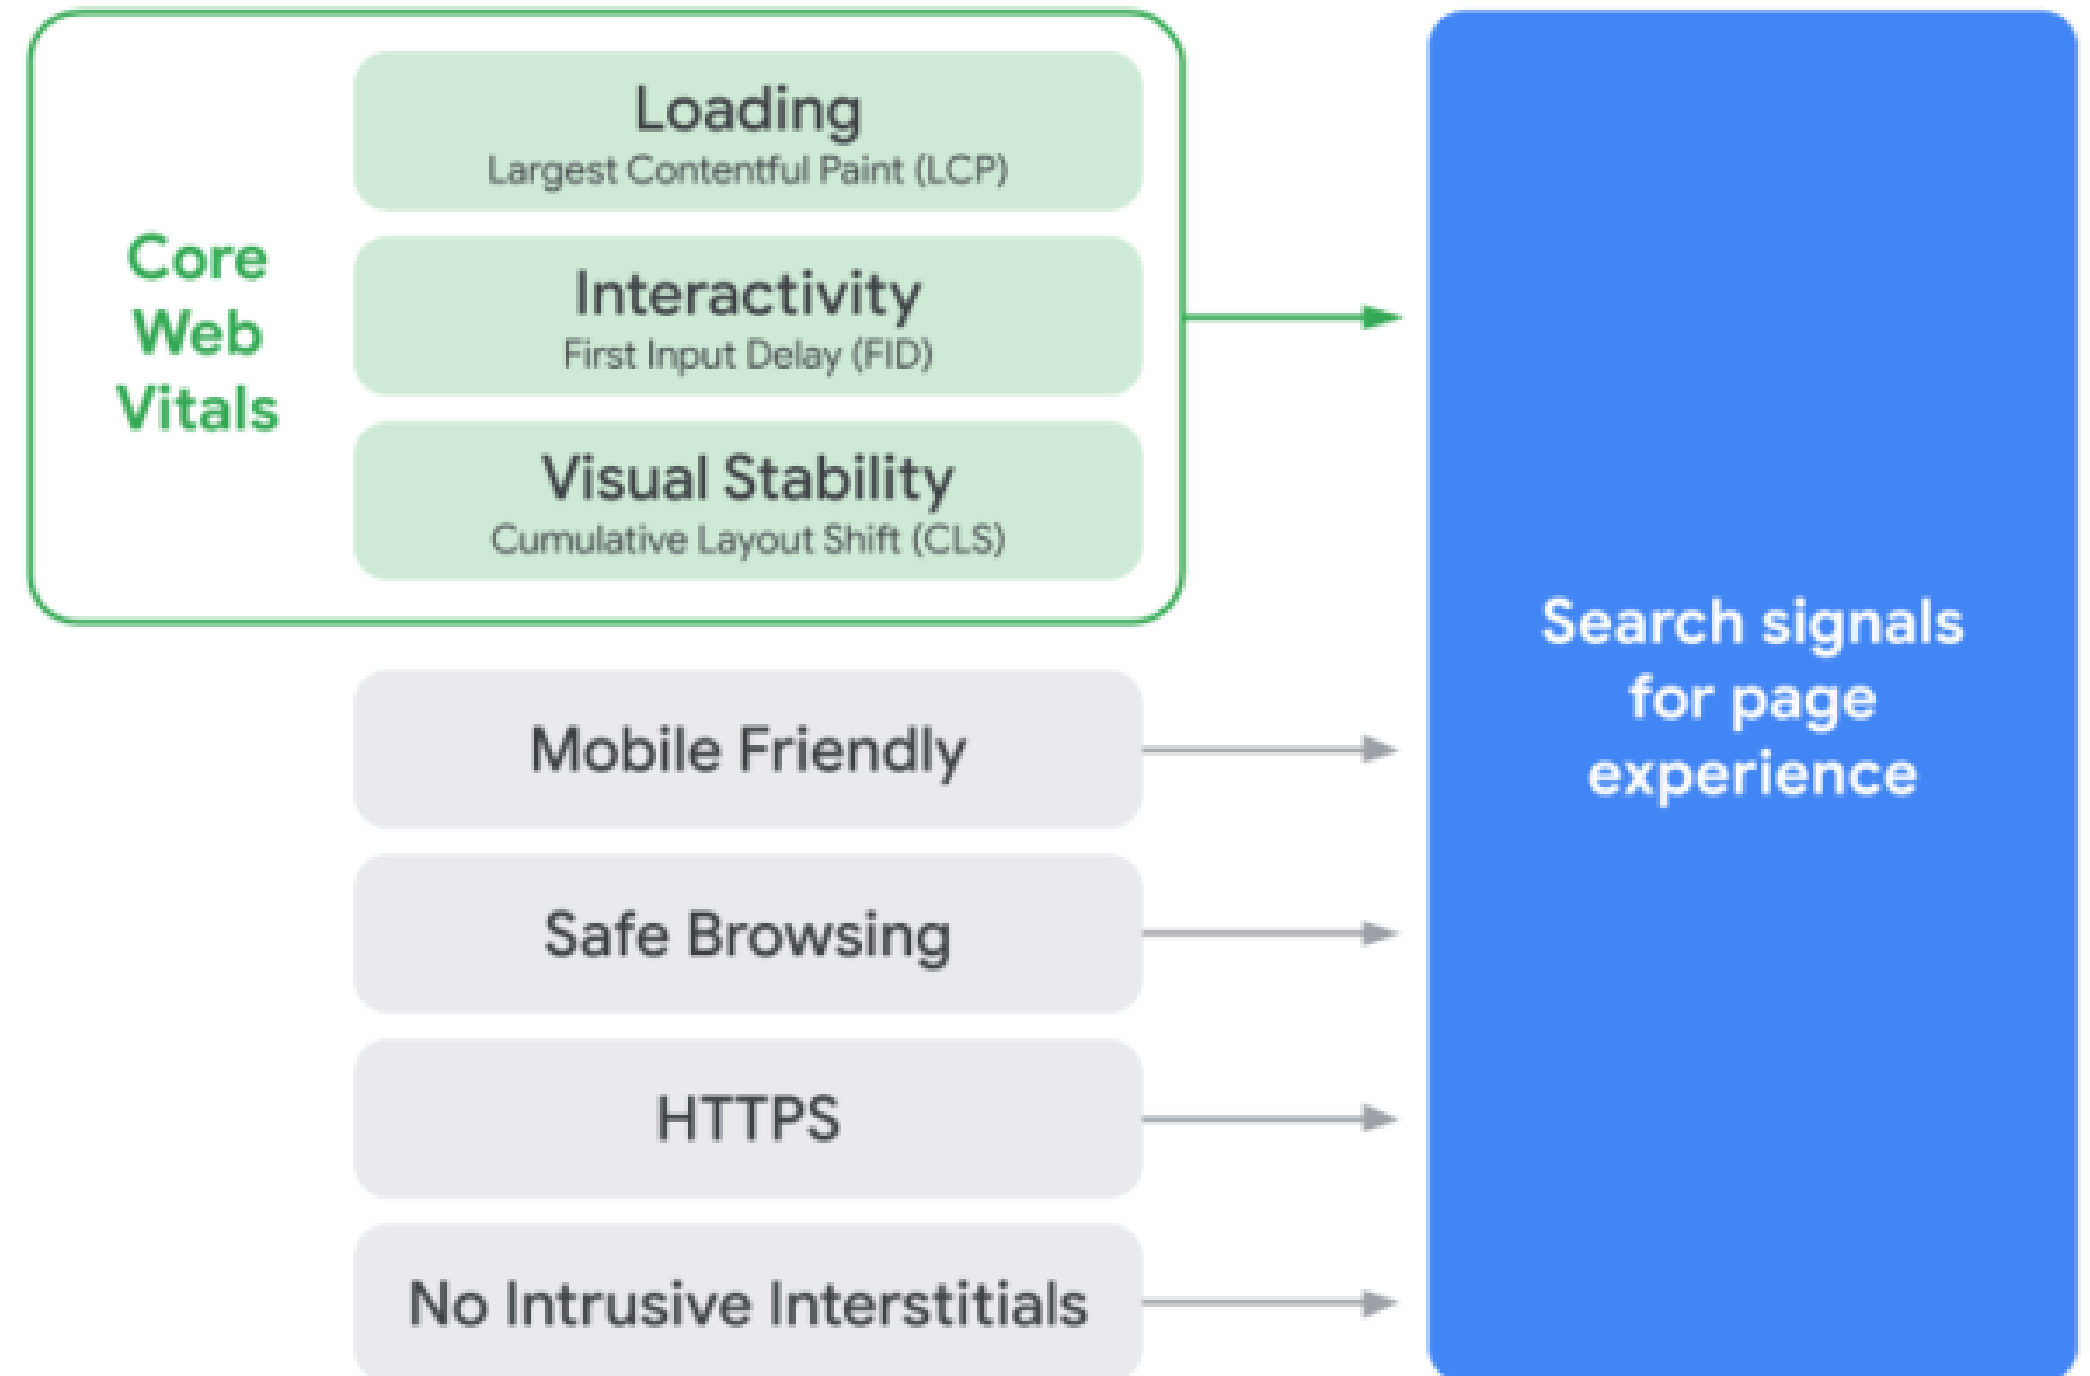 Core
Web
Vitals
Loading
Largest Contentful Paint (LCP)
Interactivity
First Input Delay (FID)
Visual Stability
Cumulative Layout Shift (CLS)
Mobile Friendly
Safe Browsing
HTTPS
No Intrusive Interstitials
Search signals
for page
experience